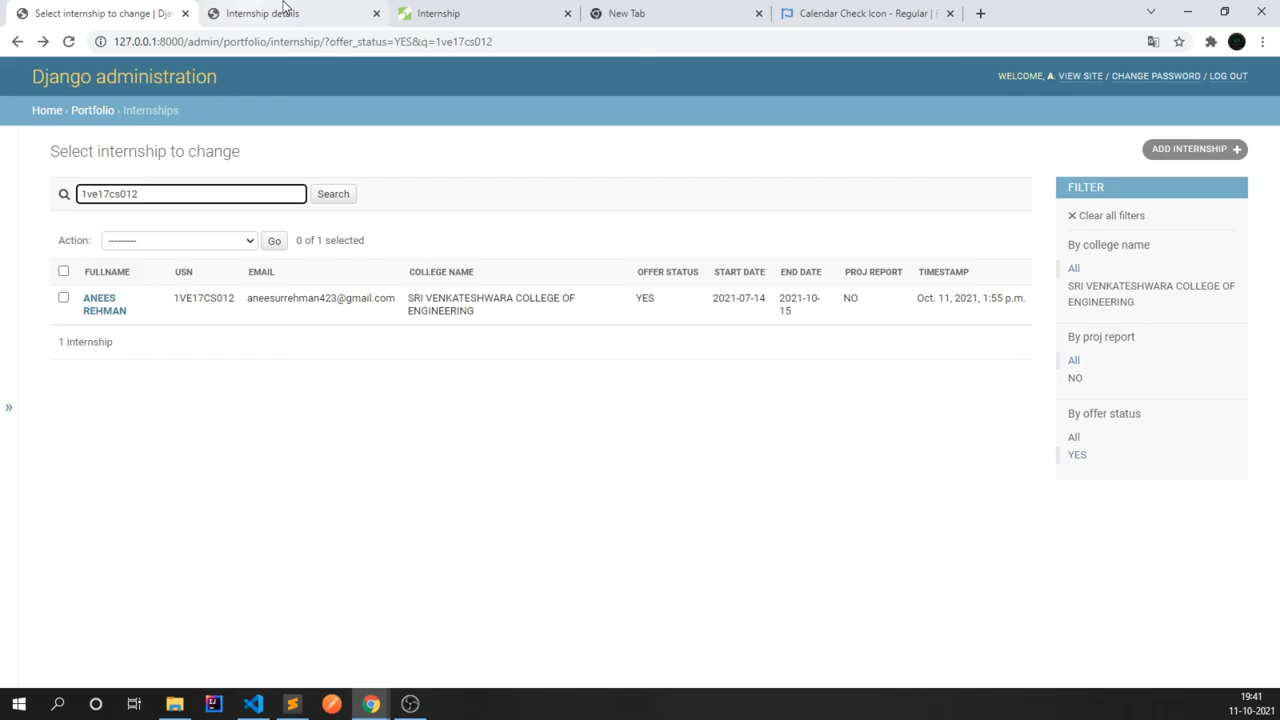 Select internship to change | Dja
Internship details
Internship
New Tab
Calendar Check Icon - Regular | F
127.0.0.1:8000/admin/portfolio/internship/?offer_status=YES&q=1ve17cs012
Django administration
WELCOME, A. VIEW SITE / CHANGE PASSWORD / LOG OUT
Home › Portfolio › Internships
Select internship to change
ADD INTERNSHIP +
1ve17cs012
Search
FILTER
Clear all filters
Action: --------- Go 0 of 1 selected
By college name
All
SRI VENKATESHWARA COLLEGE OF
ENGINEERING
FULLNAME USN EMAIL COLLEGE NAME OFFER STATUS START DATE END DATE PROJ REPORT TIMESTAMP
ANEES 1VE17CS012 aneesurrehman423@gmail.com SRI VENKATESHWARA COLLEGE OF YES 2021-07-14 2021-10- NO Oct. 11, 2021, 1:55 p.m.
REHMAN ENGINEERING 15
1 internship
By proj report
All
NO
By offer status
All
YES
»
19:41
11-10-2021